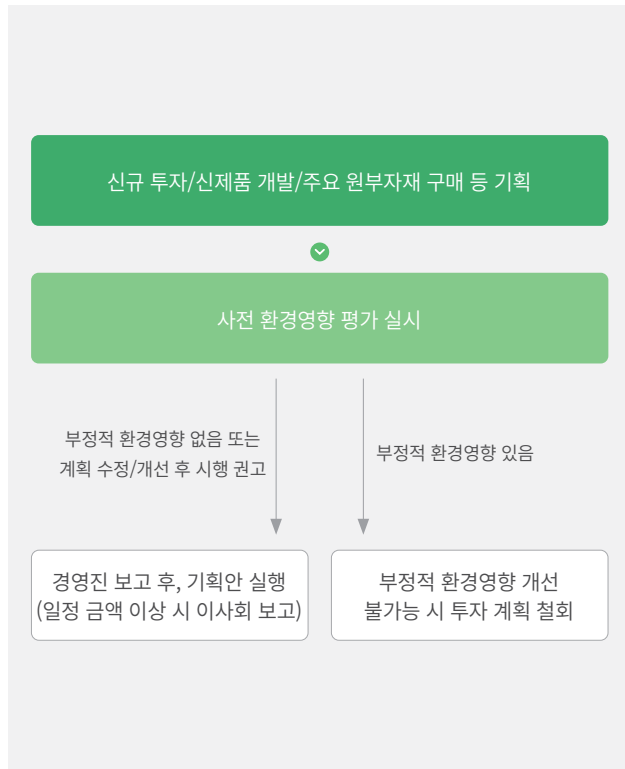 신규 투자/신제품 개발/주요 원부자재 구매 등 기획
사전 환경영향 평가 실시
부정적 환경영향 없음 또는
계획 수정/개선 후 시행 권고
부정적 환경영향 있음
경영진 보고 후, 기획안 실행
(일정 금액 이상 시 이사회 보고)
부정적 환경영향 개선
불가능 시 투자 계획 철회